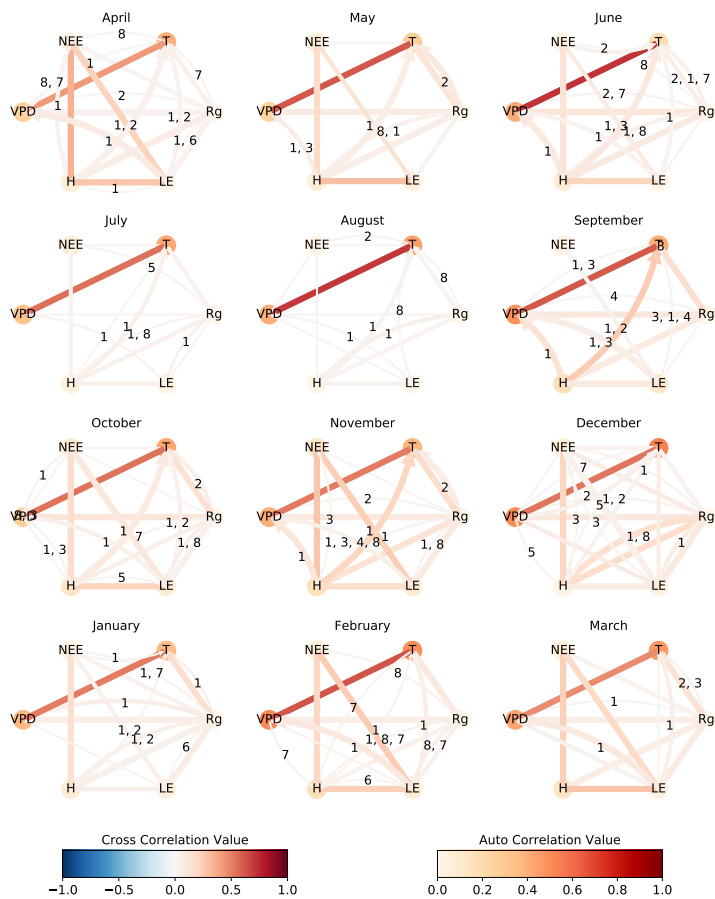 April
May
June
NEE 8 T
NEE T
NEE 2 T
1
8, 7
7
8
2, 1, 7
2
2
2, 7
VPD 1 Rg
VPD Rg
VPD Rg
1, 2
1, 2
1
1, 3
1
1
1, 6
8, 1
1
1, 8
1, 3
1
H 1 LE
H LE
H LE
July
August
September
NEE T
NEE 2 T
NEE T
3
5
8
1, 3
4
VPD Rg
VPD 8 Rg
VPD Rg
3, 1, 4
1
1, 8
1
1
1
1
1
1, 2
1, 3
1
H LE
H LE
H LE
October
November
December
NEE T
NEE T
NEE T
1
2
2
7
1
2
2
5
1, 2
VPD Rg
VPD Rg
VPD Rg
8, 3
3
3
3
1, 2
1
7
1
1
1, 8
1, 3
1, 8
1
1, 3, 4, 8
1
1
1, 8
5
1
5
H LE
H LE
H LE
January
February
March
NEE T
NEE T
NEE T
1
1, 7
8
1
7
2, 3
1
1
VPD Rg
VPD Rg
VPD Rg
1, 2
1, 2
6
1
1
1, 8, 7
8, 7
1
7
1
1
6
H LE
H LE
H LE
Cross Correlation Value
Auto Correlation Value
−1.0 −0.5 0.0 0.5 1.0
0.0 0.2 0.4 0.6 0.8 1.0